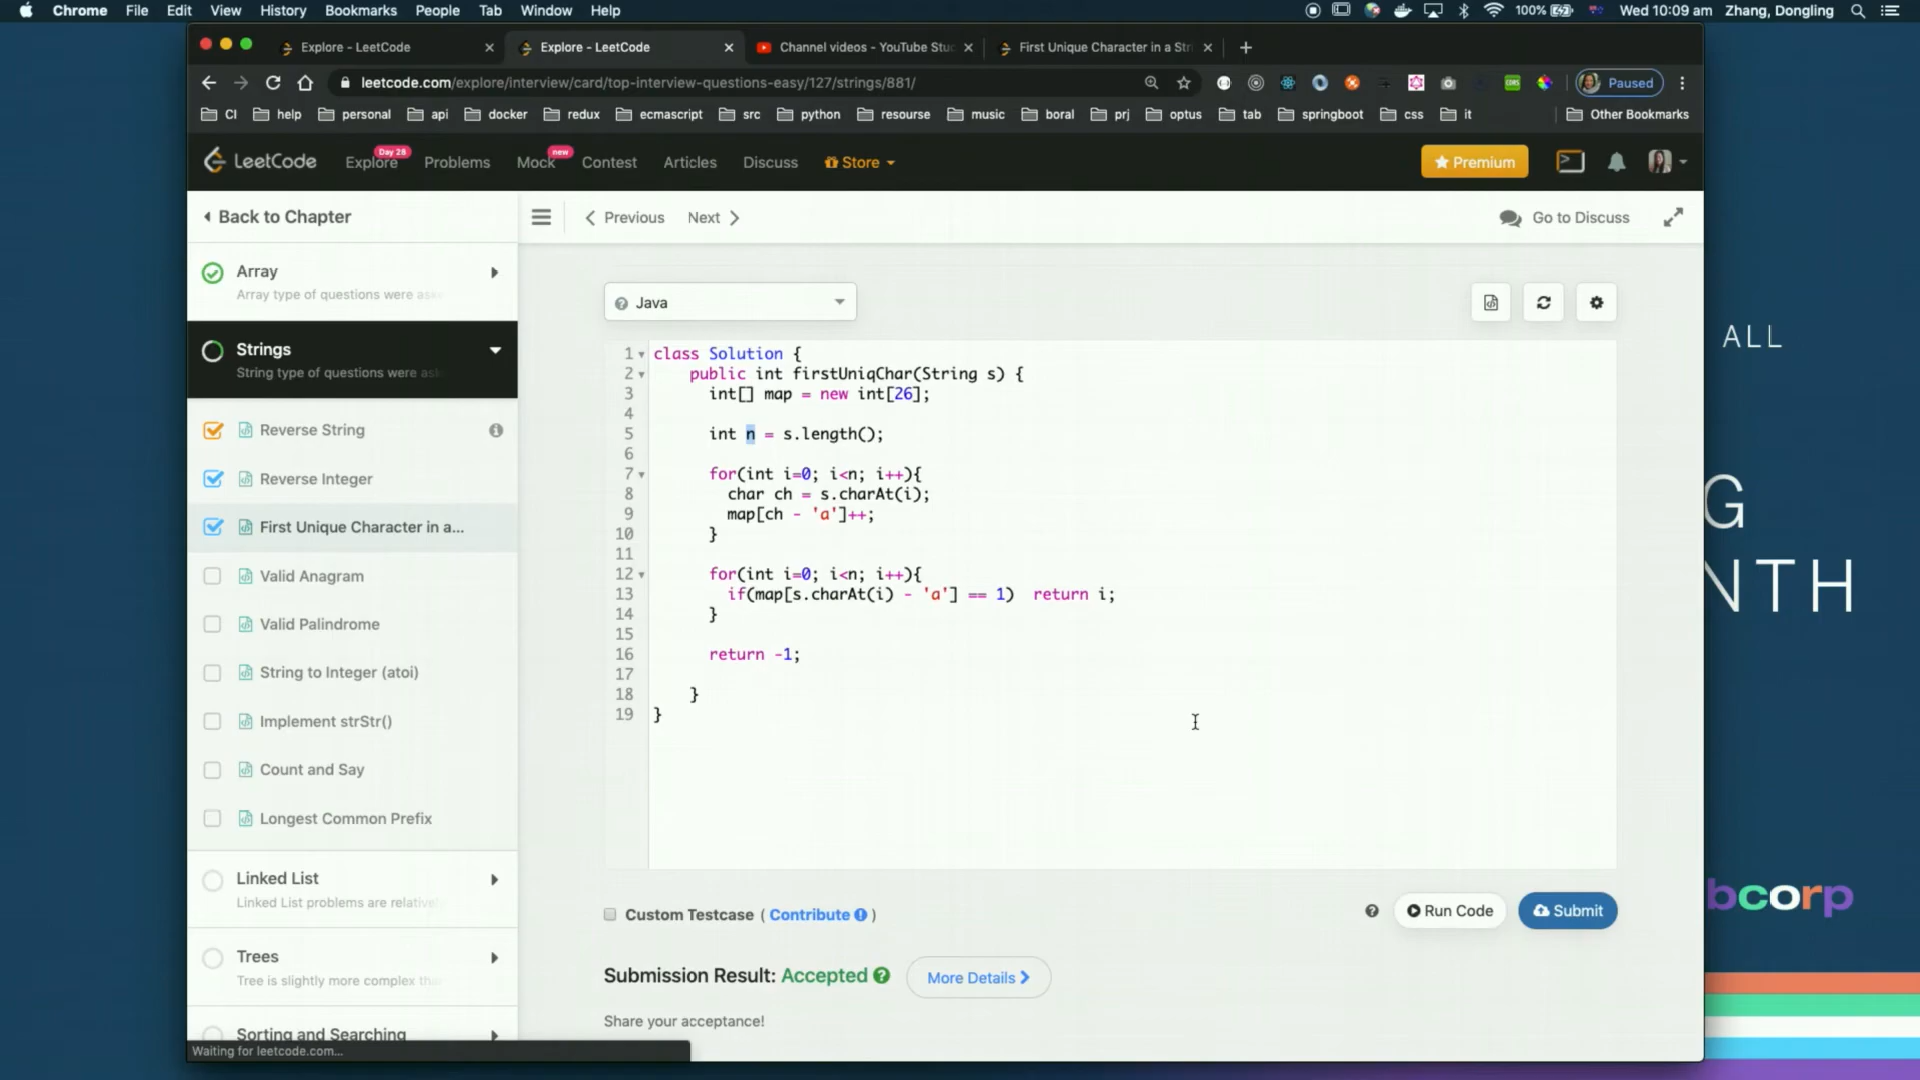 Chrome File Edit View History Bookmarks People Tab Window Help 100% Wed 10:09 am Zhang, Dongling
Explore - LeetCode Explore - LeetCode Channel videos - YouTube Stu First Unique Character in a Stri
leetcode.com/explore/interview/card/top-interview-questions-easy/127/strings/881/ Paused
CI help personal api docker redux ecmascript src python resourse music boral prj optus tab springboot css it Other Bookmarks
LeetCode Explore Day 28 Problems Mock new Contest Articles Discuss Store Premium
Back to Chapter Previous Next Go to Discuss
Array
Array type of questions were aske
Strings
String type of questions were ask
Reverse String
Reverse Integer
First Unique Character in a...
Valid Anagram
Valid Palindrome
String to Integer (atoi)
Implement strStr()
Count and Say
Longest Common Prefix
Linked List
Linked List problems are relatively
Trees
Tree is slightly more complex tha
Sorting and Searching
Waiting for leetcode.com...
Java
1 class Solution {
2 public int firstUniqChar(String s) {
3 int[] map = new int[26];
4
5 int n = s.length();
6
7 for(int i=0; i<n; i++){
8 char ch = s.charAt(i);
9 map[ch - 'a']++;
10 }
11
12 for(int i=0; i<n; i++){
13 if(map[s.charAt(i) - 'a'] == 1) return i;
14 }
15
16 return -1;
17
18 }
19 }
Custom Testcase ( Contribute ) Run Code Submit
Submission Result: Accepted More Details
Share your acceptance!
ALL
G
NTH
bcorp